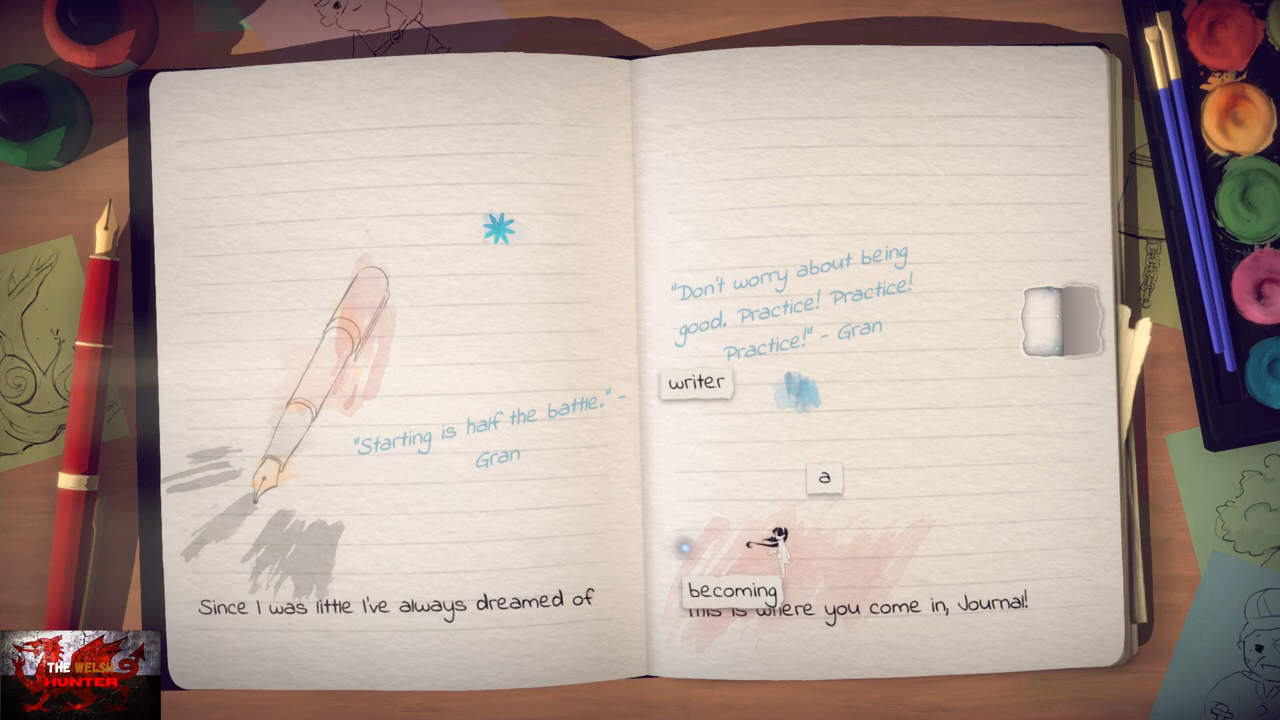 "Starting is half the battle." -
Gran
Since I was little I've always dreamed of
"Don't worry about being
good. Practice! Practice!
Practice!" - Gran
writer
a
becoming
This is where you come in, Journal!
THE WELSH
HUNTER